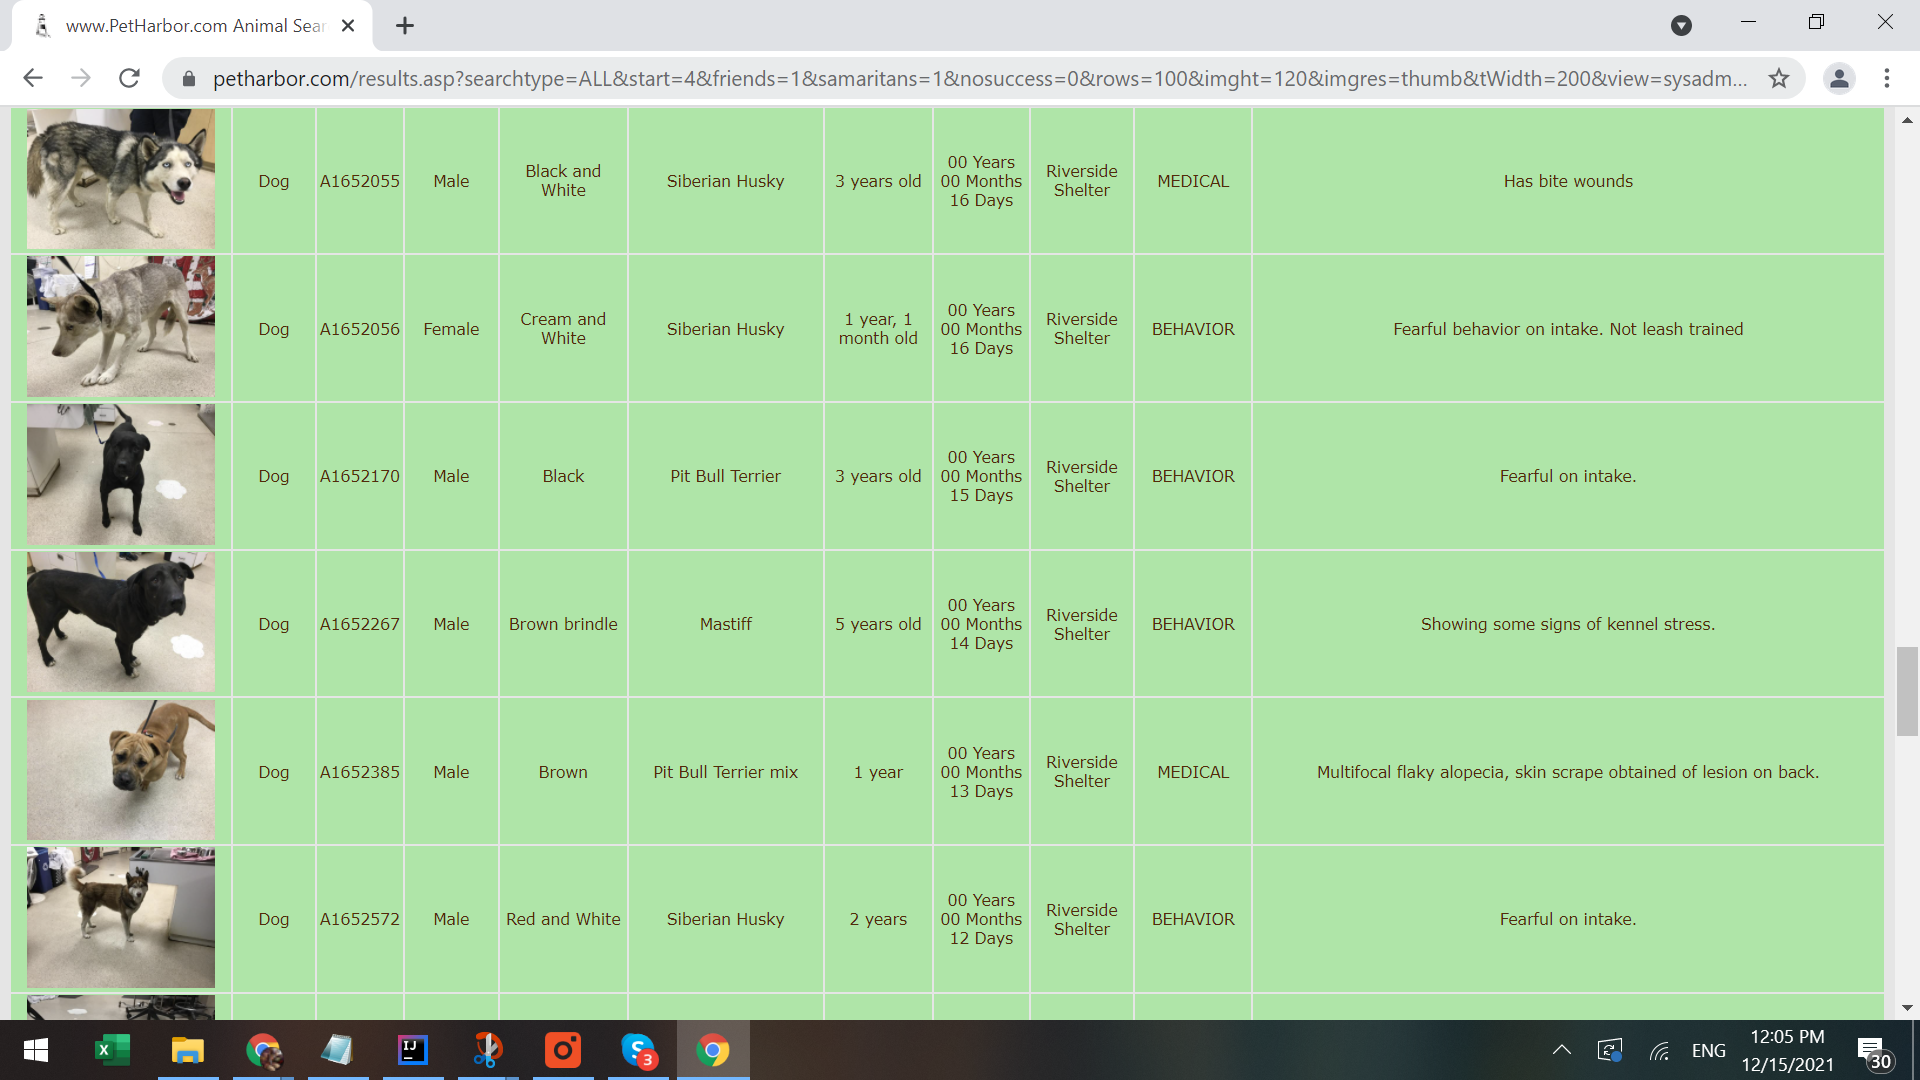 www.PetHarbor.com Animal Sear
petharbor.com/results.asp?searchtype=ALL&start=4&friends=1&samaritans=1&nosuccess=0&rows=100&imght=120&imgres=thumb&tWidth=200&view=sysadm...
Dog
A1652055
Male
Black and
White
Siberian Husky
3 years old
00 Years
00 Months
16 Days
Riverside
Shelter
MEDICAL
Has bite wounds
Dog
A1652056
Female
Cream and
White
Siberian Husky
1 year, 1
month old
00 Years
00 Months
16 Days
Riverside
Shelter
BEHAVIOR
Fearful behavior on intake. Not leash trained
Dog
A1652170
Male
Black
Pit Bull Terrier
3 years old
00 Years
00 Months
15 Days
Riverside
Shelter
BEHAVIOR
Fearful on intake.
Dog
A1652267
Male
Brown brindle
Mastiff
5 years old
00 Years
00 Months
14 Days
Riverside
Shelter
BEHAVIOR
Showing some signs of kennel stress.
Dog
A1652385
Male
Brown
Pit Bull Terrier mix
1 year
00 Years
00 Months
13 Days
Riverside
Shelter
MEDICAL
Multifocal flaky alopecia, skin scrape obtained of lesion on back.
Dog
A1652572
Male
Red and White
Siberian Husky
2 years
00 Years
00 Months
12 Days
Riverside
Shelter
BEHAVIOR
Fearful on intake.
IJ
3
ENG
12:05 PM
12/15/2021
30